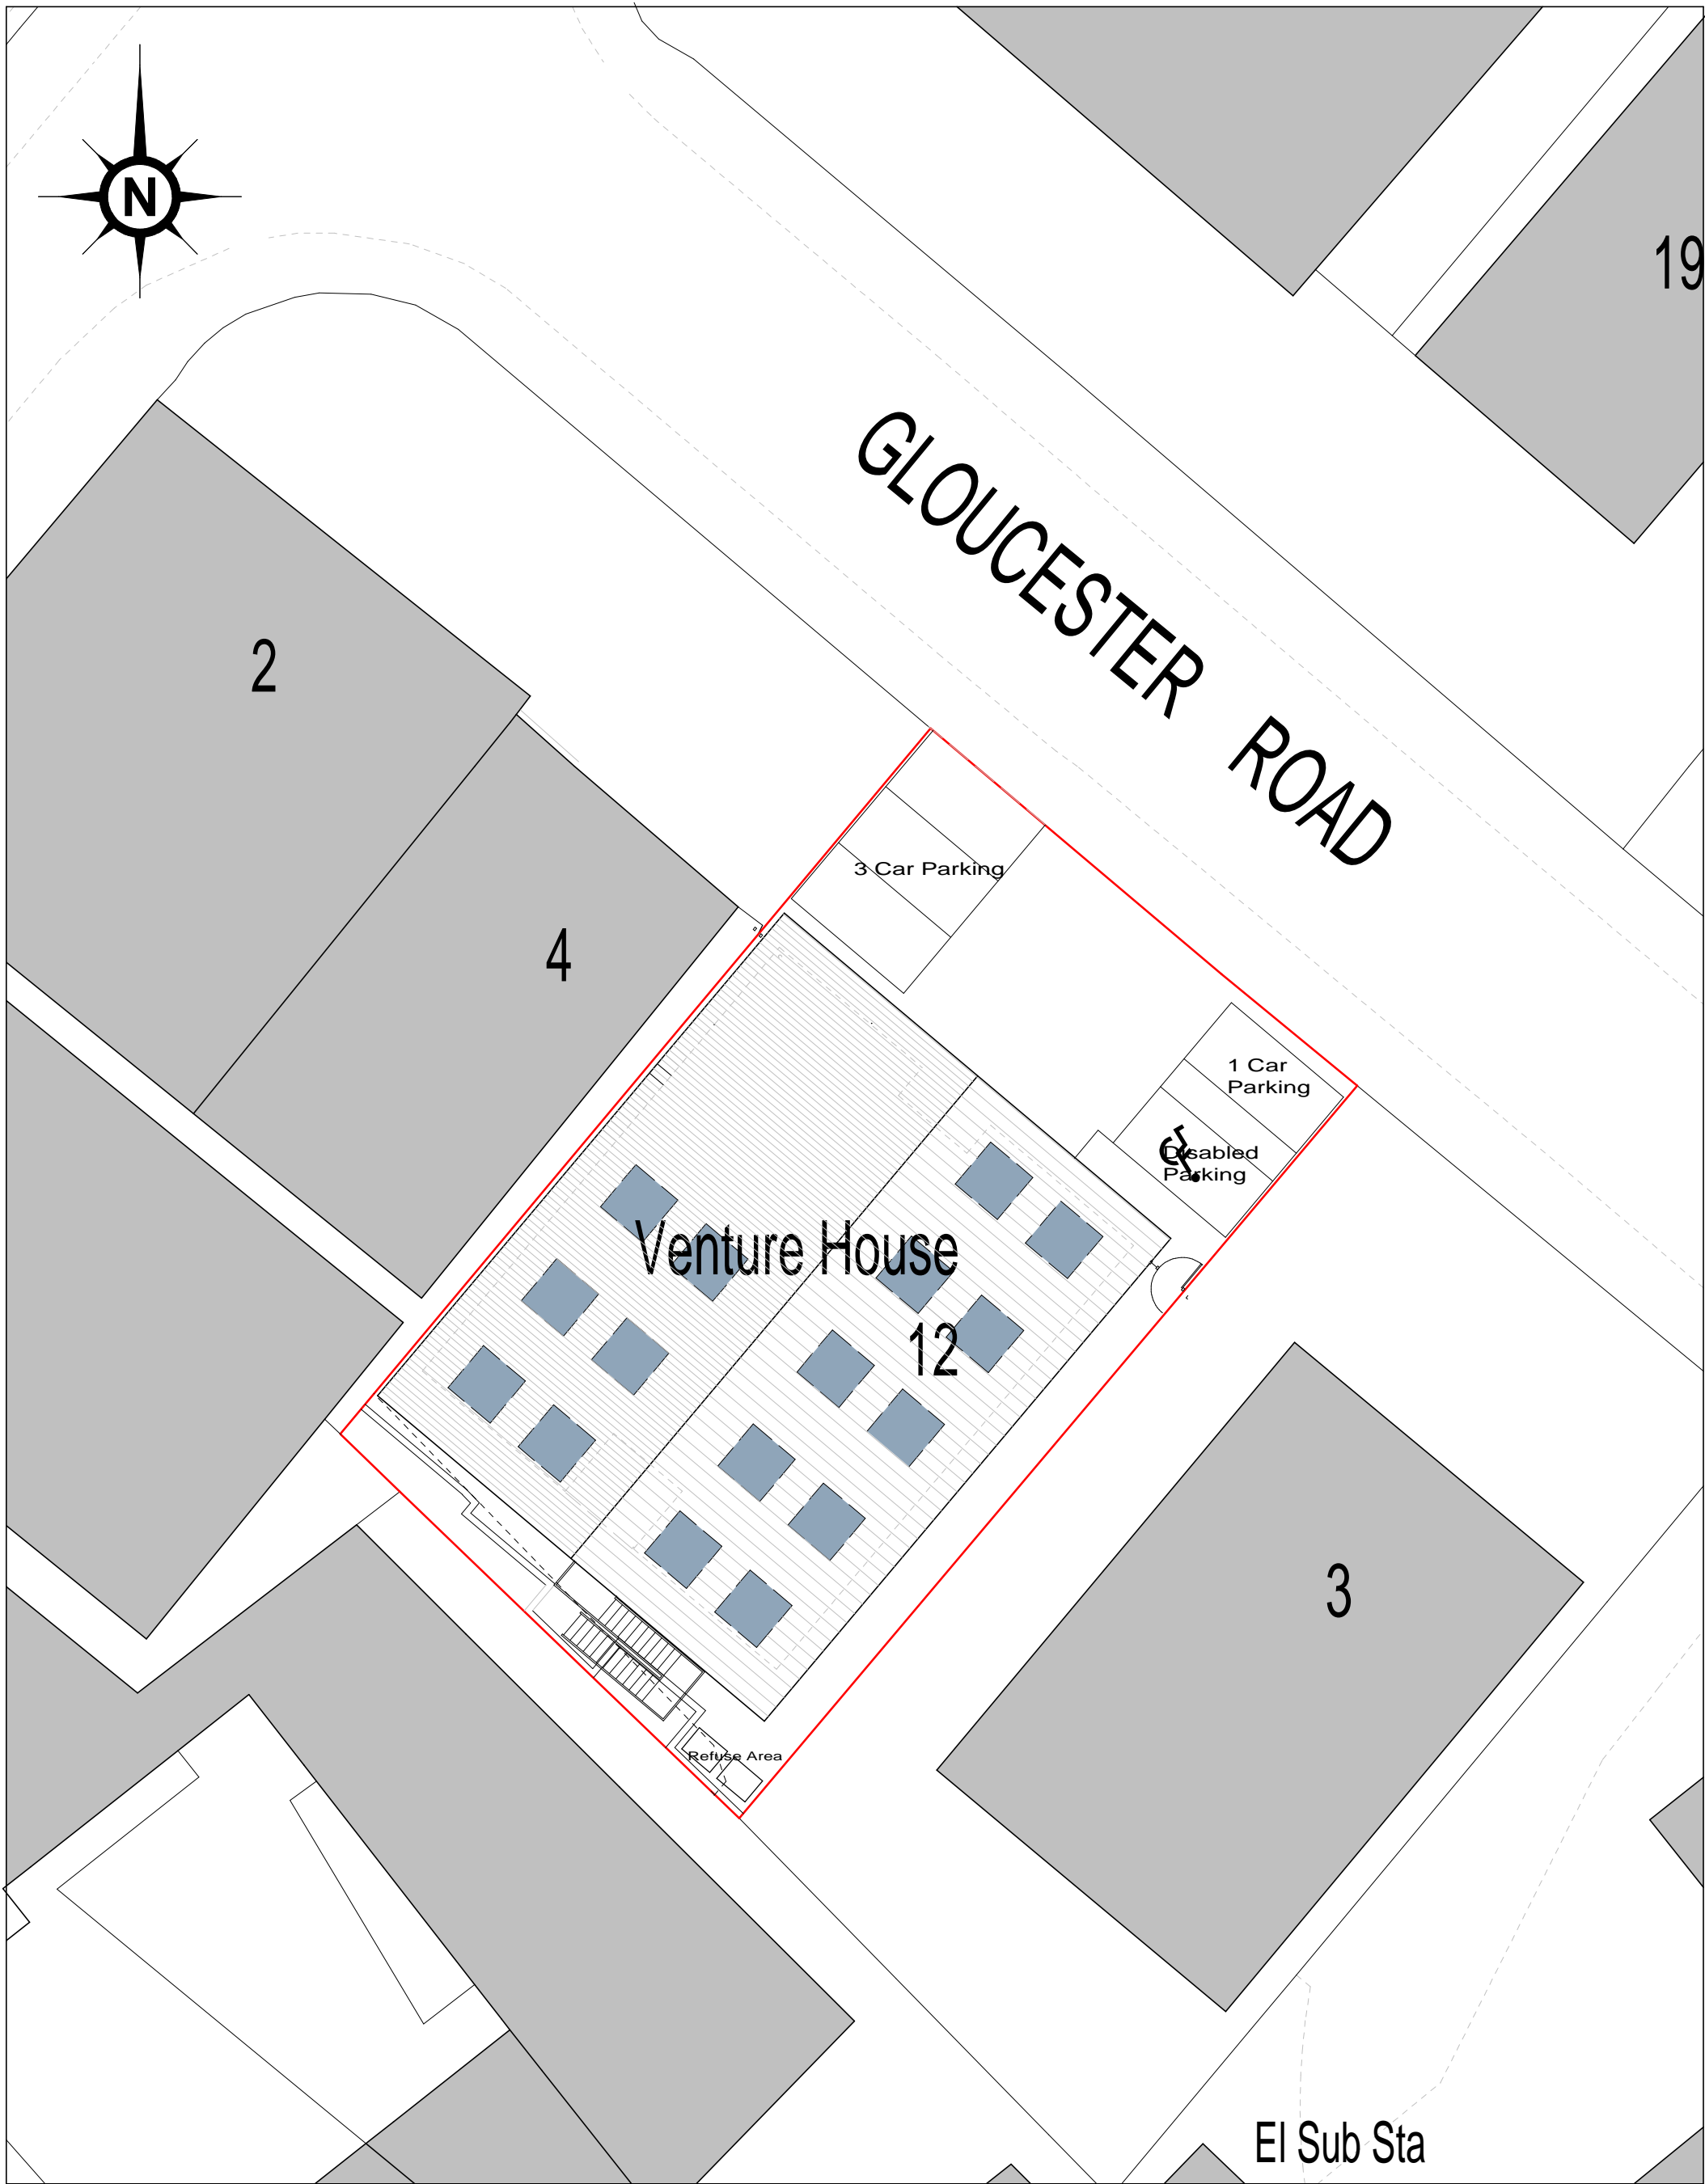 N
19
GLOUCESTER ROAD
2
3 Car Parking
4
1 Car
Parking
Disabled
Parking
Venture House
12
3
Refuse Area
El Sub Sta